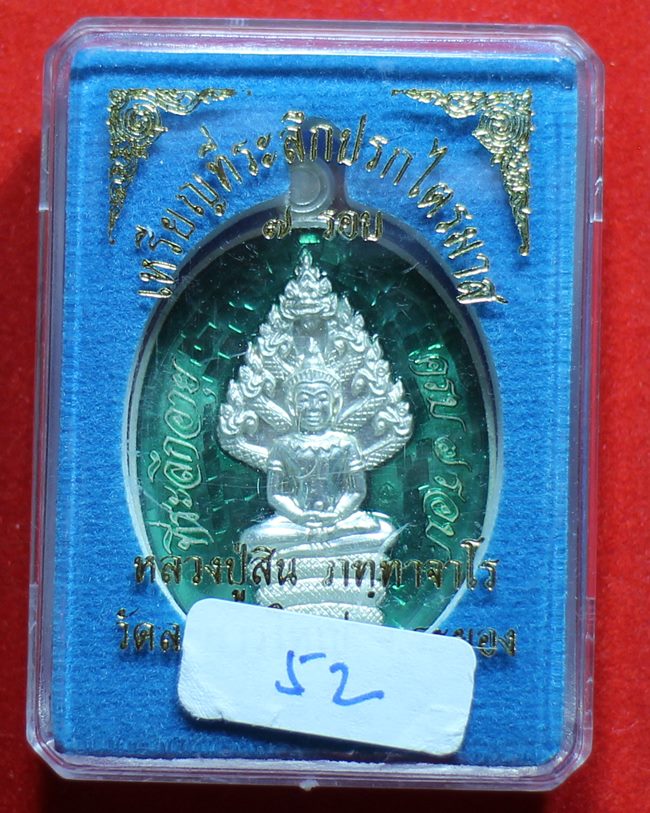 เหรียญที่ระลึกปรกไตรมาส
๗ รอบ
ที่ระลึกอายุ
ครบ ๗ รอบ
หลวงปู่สิน ภทฺทาจาโร
52